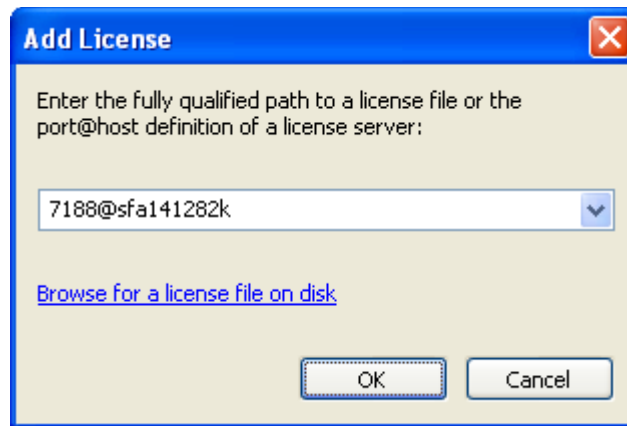 Add License
Enter the fully qualified path to a license file or the
port@host definition of a license server:
7188@sfa141282k
Browse for a license file on disk
OK
Cancel